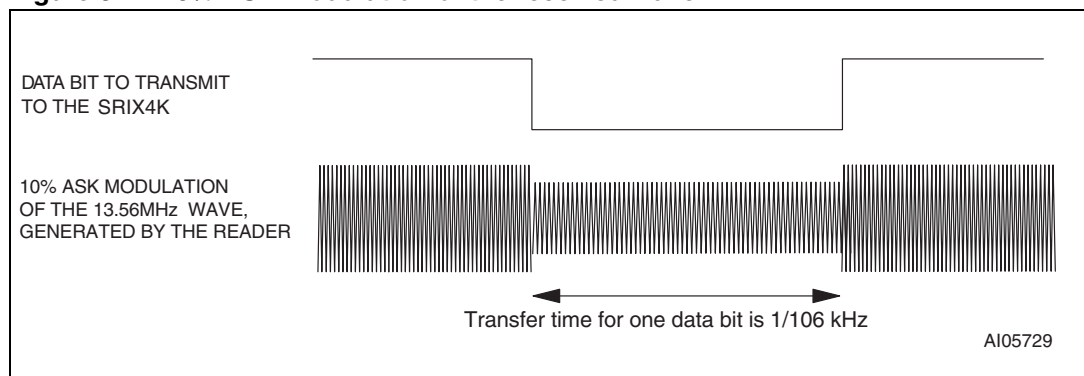 DATA BIT TO TRANSMIT
TO THE SRIX4K
10% ASK MODULATION
OF THE 13.56MHz WAVE,
GENERATED BY THE READER
Transfer time for one data bit is 1/106 kHz
AI05729